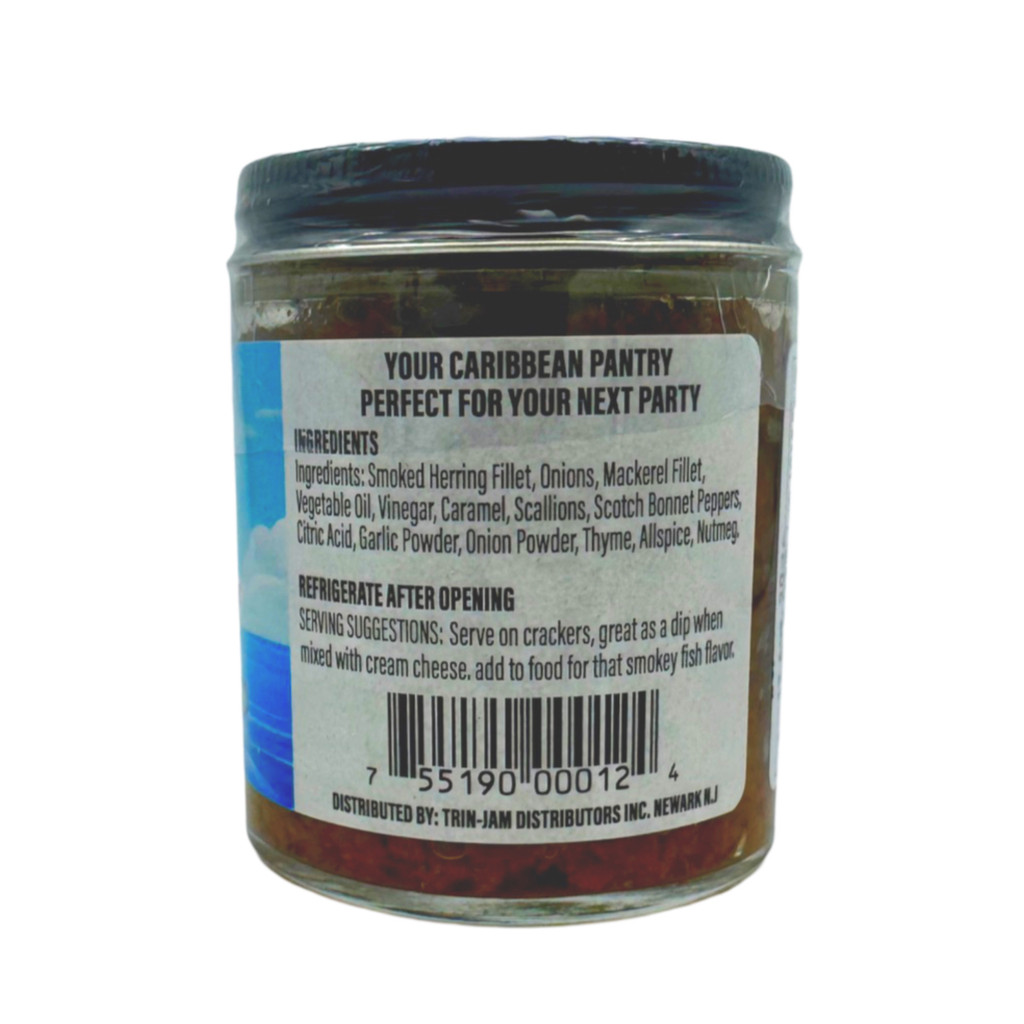 YOUR CARIBBEAN PANTRY
PERFECT FOR YOUR NEXT PARTY
INGREDIENTS
Ingredients: Smoked Herring Fillet, Onions, Mackerel Fillet,
Vegetable Oil, Vinegar, Caramel, Scallions, Scotch Bonnet Peppers,
Citric Acid, Garlic Powder, Onion Powder, Thyme, Allspice, Nutmeg.
REFRIGERATE AFTER OPENING
SERVING SUGGESTIONS: Serve on crackers, great as a dip when
mixed with cream cheese. add to food for that smokey fish flavor.
7 55190 00012 4
DISTRIBUTED BY: TRIN-JAM DISTRIBUTORS INC. NEWARK N.J